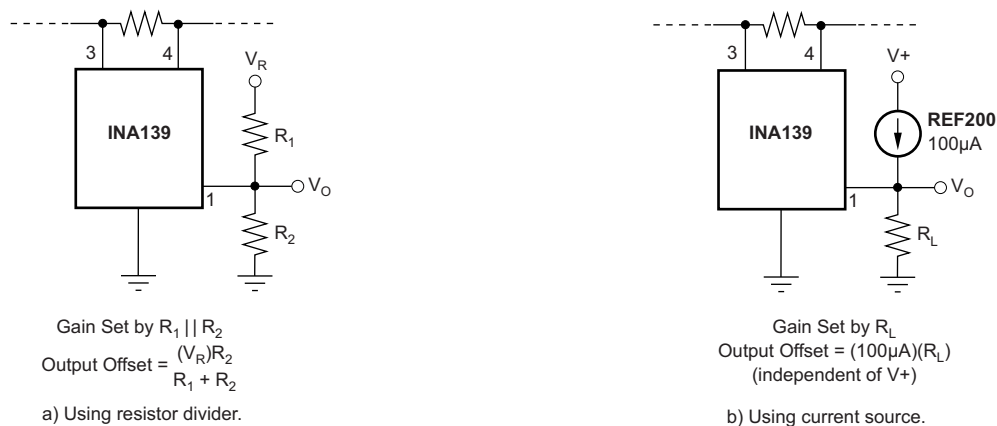 3 4
V_R
INA139
R_1
1
V_O
R_2
Gain Set by R_1 || R_2
Output Offset = (V_R)R_2
R_1 + R_2
a) Using resistor divider.
3 4
V+
INA139
REF200
100µA
1
V_O
R_L
Gain Set by R_L
Output Offset = (100µA)(R_L)
(independent of V+)
b) Using current source.